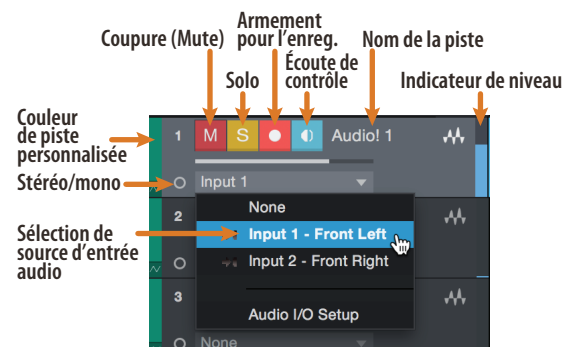 Armement
Coupure (Mute) pour l'enreg. Nom de la piste
Écoute de
Solo contrôle Indicateur de niveau
Couleur
de piste
personnalisée
1 M S Audio! 1
Stéréo/mono
Input 1
None
2
Sélection de
source d'entrée
audio
Input 1 - Front Left
Input 2 - Front Right
3
Audio I/O Setup
None